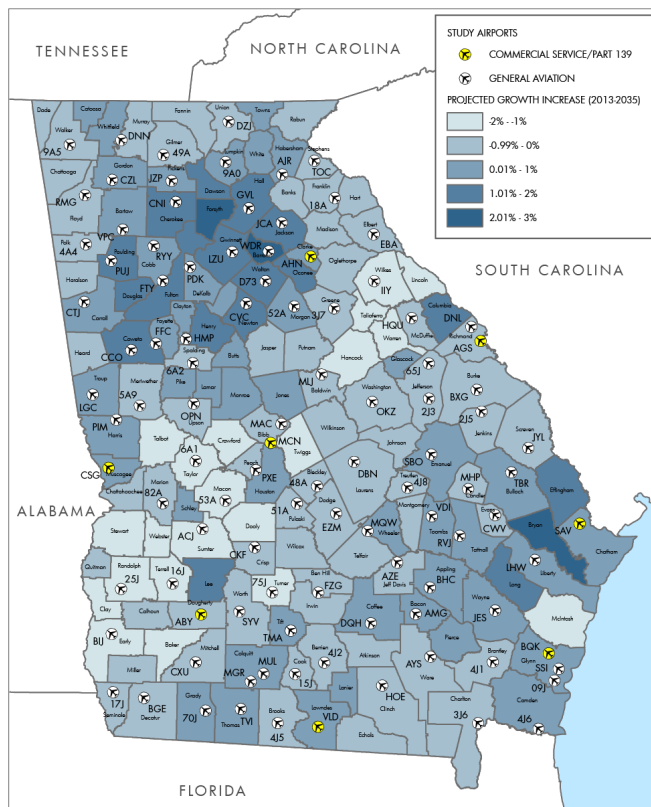 TENNESSEE
NORTH CAROLINA
STUDY AIRPORTS
COMMERCIAL SERVICE/PART 139
GENERAL AVIATION
PROJECTED GROWTH INCREASE (2013-2035)
-2% - -1%
-0.99% - 0%
0.01% - 1%
1.01% - 2%
2.01% - 3%
SOUTH CAROLINA
ALABAMA
FLORIDA
Dade
Catoosa
Whitfield
Murray
Fannin
Union
Towns
Rabun
Walker
9A5
DNN
Gilmer
49A
DZJ
Lumpkin
9A0
White
Habersham
AJR
Stephens
TOC
Chattooga
Gordon
CZL
Pickens
JZP
Dawson
Hall
GVL
Banks
Franklin
18A
Hart
RMG
Floyd
Bartow
VPC
CNI
Cherokee
Forsyth
JCA
Jackson
Madison
Elbert
EBA
Polk
4A4
Paulding
PUJ
RYY
Cobb
Gwinnett
LZU
WDR
Barrow
Clarke
AHN
Oconee
Oglethorpe
Wilkes
IIY
Lincoln
Haralson
CTJ
Carroll
Douglas
FTY
Fulton
PDK
DeKalb
D73
Walton
CVC
Newton
Clayton
52A
Morgan
3J7
Greene
Taliaferro
Columbia
DNL
HQU
McDuffie
Warren
Richmond
AGS
Heard
Coweta
CCO
Fayette
FFC
Henry
HMP
Spalding
6A2
Butts
Jasper
Putnam
Hancock
Glascock
65J
Burke
Troup
LGC
Meriwether
5A9
Pike
Lamar
Monroe
Jones
MLJ
Baldwin
Washington
OKZ
Jefferson
2J3
BXG
2J5
Jenkins
Screven
JYL
PIM
Harris
OPN
Upson
Talbot
Crawford
MAC
Bibb
MCN
Twiggs
Wilkinson
Johnson
CSG
Muscogee
6A1
Taylor
Peach
PXE
Houston
Bleckley
48A
DBN
Laurens
Treutlen
4J8
SBO
Emanuel
MHP
Candler
TBR
Bulloch
Effingham
Chattahoochee
Marion
82A
Schley
Macon
53A
51A
Pulaski
Dodge
EZM
MQW
Wheeler
Montgomery
VDI
Toombs
RVJ
Tattnall
Evans
CWV
Bryan
SAV
Chatham
Stewart
Webster
ACJ
Sumter
Dooly
CKF
Crisp
Wilcox
Telfair
Quitman
Randolph
25J
Terrell
16J
Lee
75J
Turner
Ben Hill
FZG
Irwin
AZE
Jeff Davis
Appling
BHC
LHW
Liberty
Long
Clay
Calhoun
Dougherty
ABY
Worth
SYV
Tift
TMA
Coffee
DQH
Bacon
AMG
Wayne
JES
McIntosh
BIJ
Early
Baker
Mitchell
CXU
Colquitt
MUL
MGR
Berrien
4J2
Cook
15J
Atkinson
Pierce
AYS
Ware
Brantley
4J1
BQK
Glynn
SSI
09J
Miller
17J
Seminole
BGE
Decatur
Grady
70J
Thomas
TVI
Brooks
4J5
Lowndes
VLD
Lanier
HOE
Clinch
Echols
Charlton
3J6
Camden
4J6